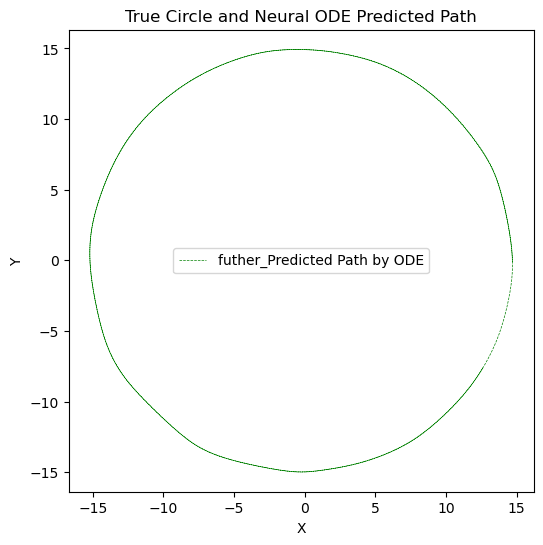 True Circle and Neural ODE Predicted Path
15
10
5
0
−5
−10
−15
Y
futher_Predicted Path by ODE
−15 −10 −5 0 5 10 15
X